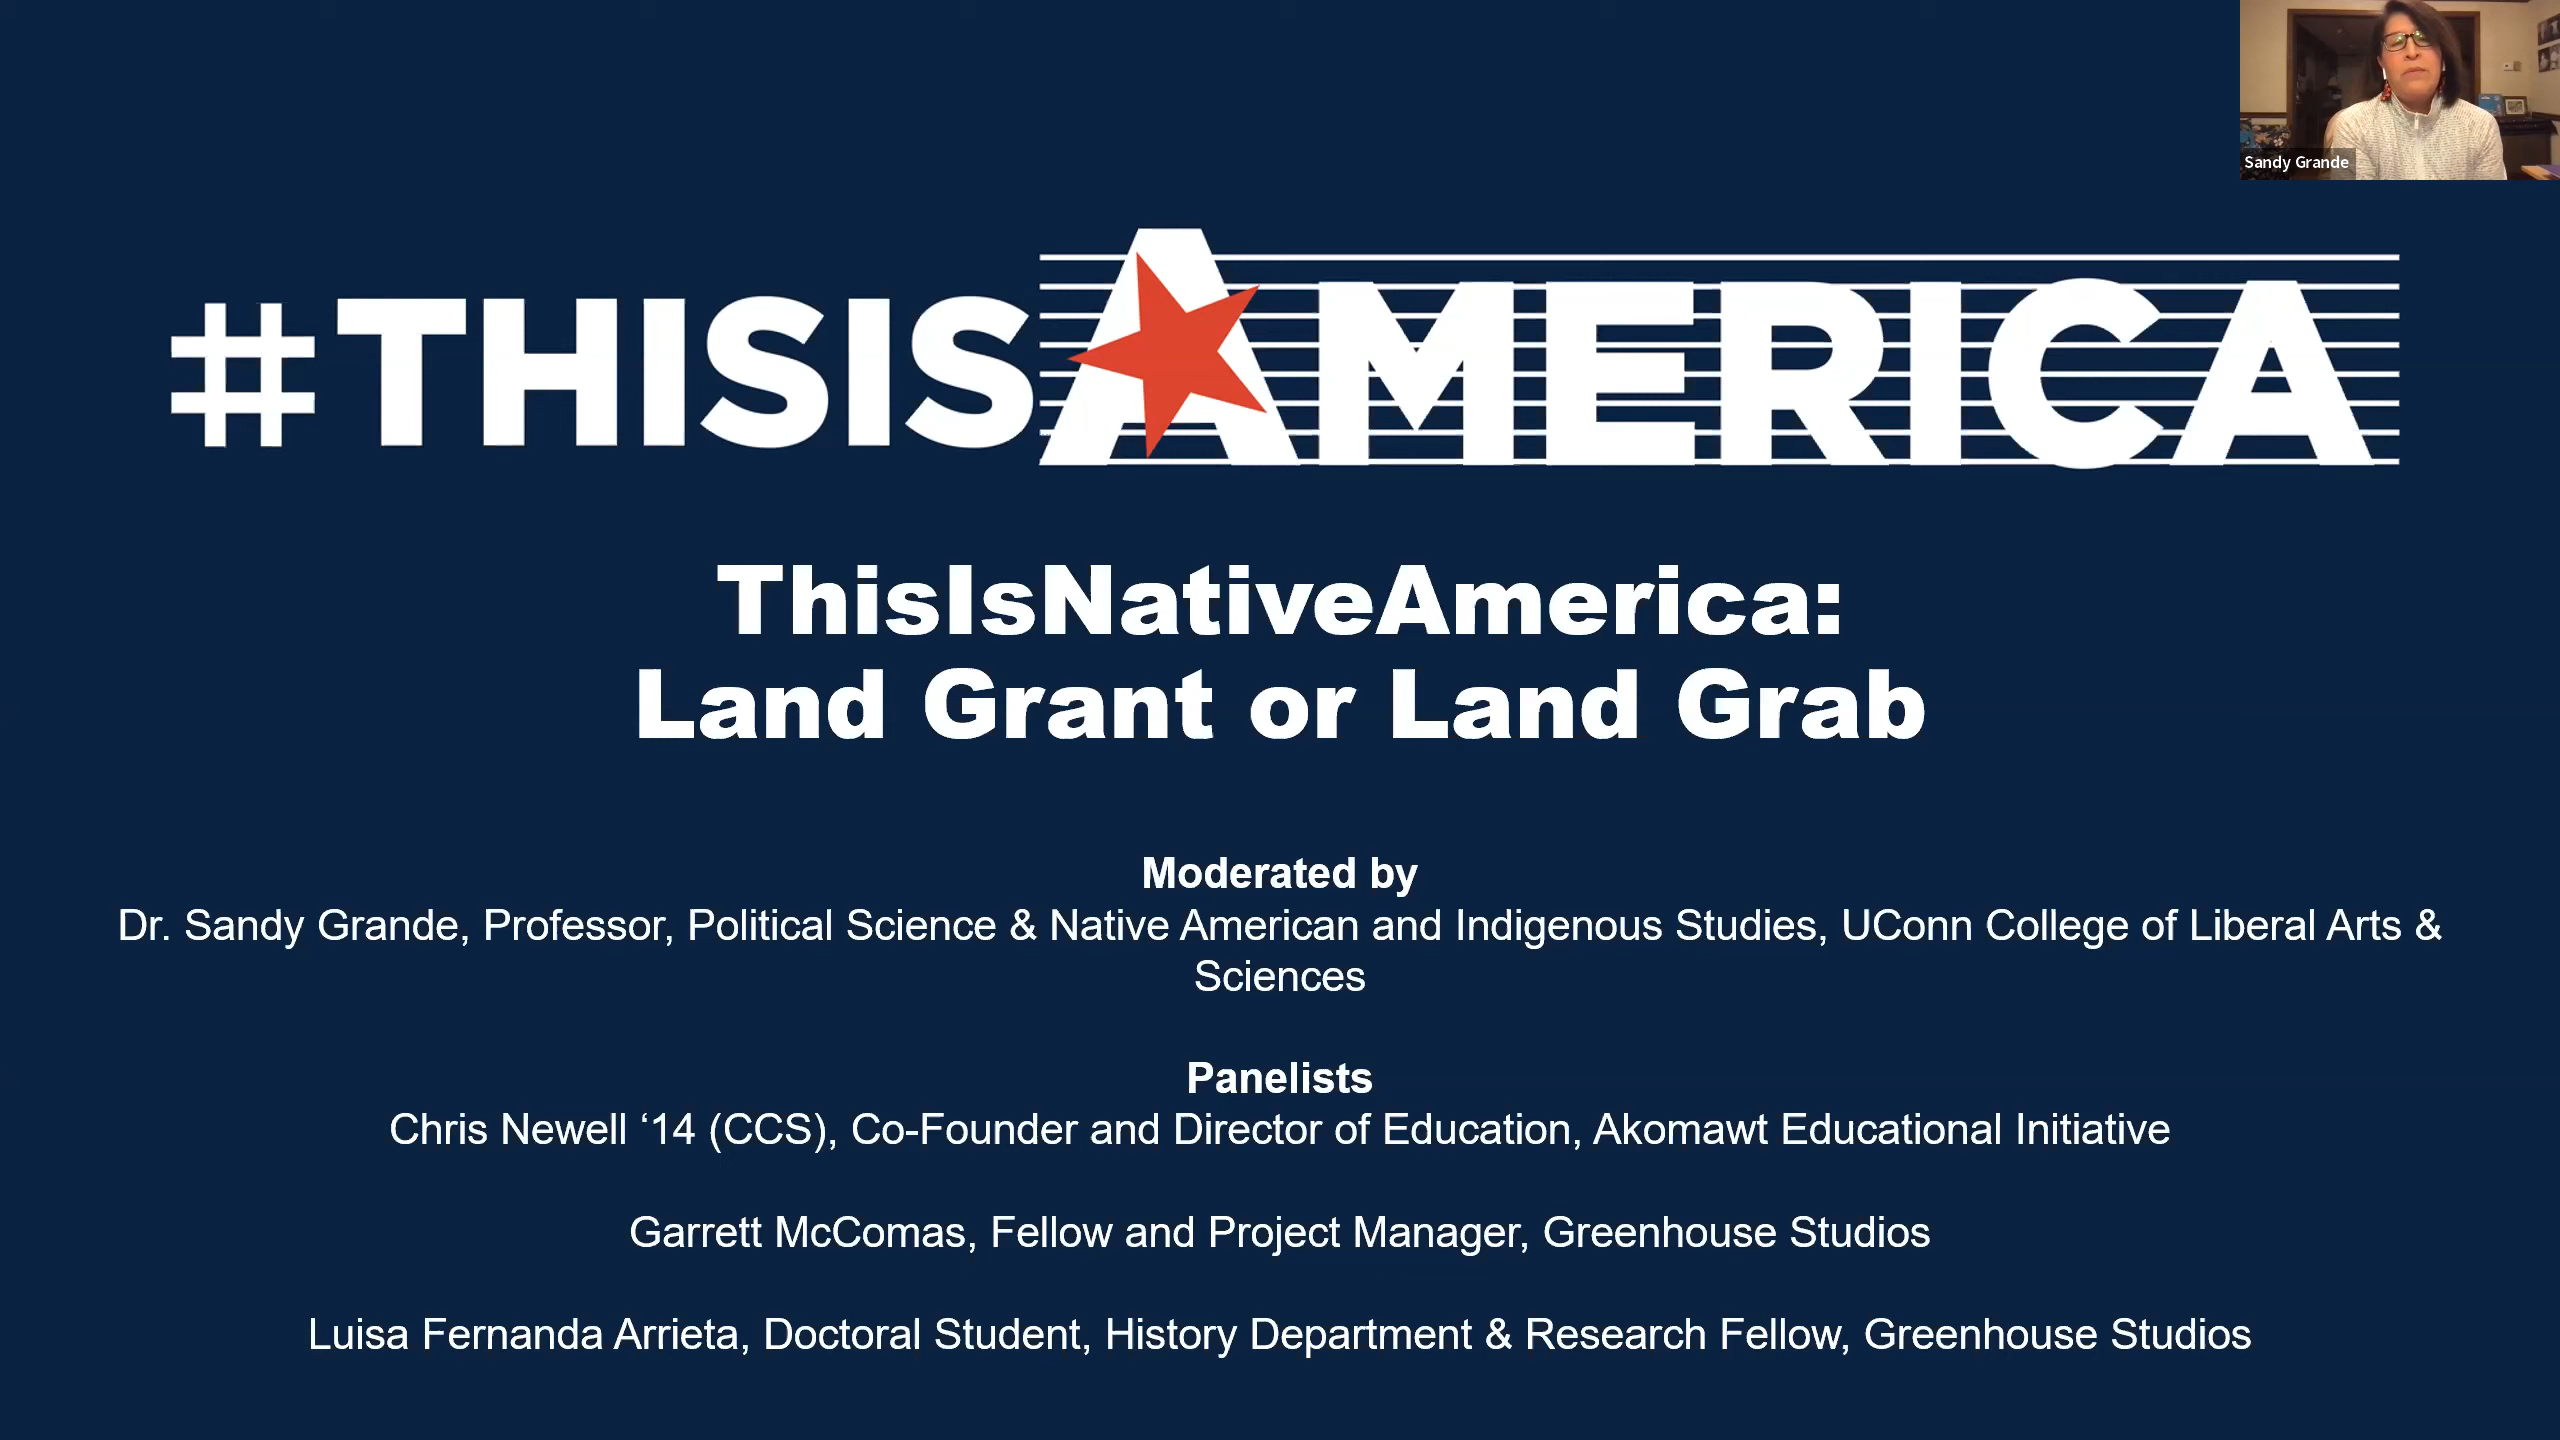 Sandy Grande
#THISISAMERICA
ThisIsNativeAmerica:
Land Grant or Land Grab
Moderated by
Dr. Sandy Grande, Professor, Political Science & Native American and Indigenous Studies, UConn College of Liberal Arts &
Sciences
Panelists
Chris Newell ‘14 (CCS), Co-Founder and Director of Education, Akomawt Educational Initiative
Garrett McComas, Fellow and Project Manager, Greenhouse Studios
Luisa Fernanda Arrieta, Doctoral Student, History Department & Research Fellow, Greenhouse Studios